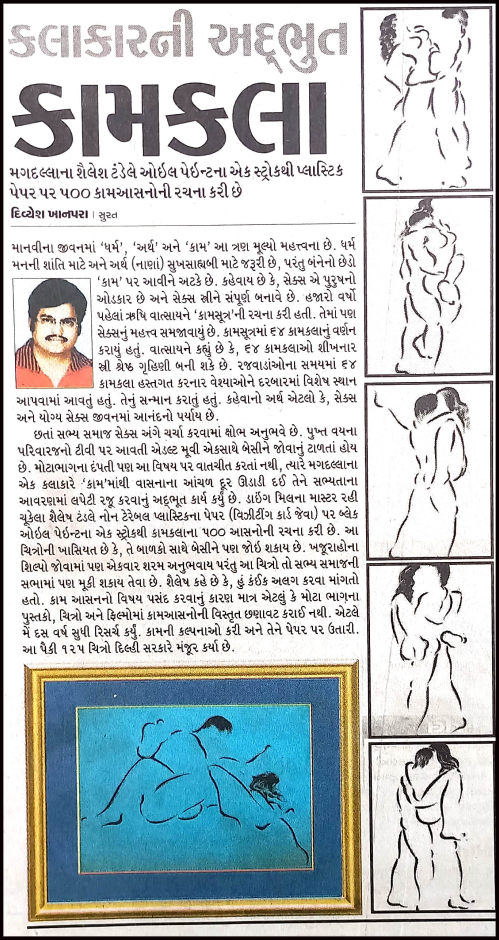 કલાકારની અદ્ભુત
કામકલા
મગદલ્લાના શૈલેશ ટંડેલે ઓઇલ પેઇન્ટના એક સ્ટ્રોકથી પ્લાસ્ટિક
પેપર પર ૫૦૦ કામઆસનોની રચના કરી છે
દિવ્યેશ ખાનપરા । સુરત
માનવીના જીવનમાં 'ધર્મ', 'અર્થ' અને 'કામ' આ ત્રણ મૂલ્યો મહત્ત્વના છે. ધર્મ
મનની શાંતિ માટે અને અર્થ (નાણાં) સુખસાહ્યબી માટે જરૂરી છે, પરંતુ બંનેનો છેડો
'કામ' પર આવીને અટકે છે. કહેવાય છે કે, સેક્સ એ પુરુષનો
ઓડકાર છે અને સેક્સ સ્ત્રીને સંપૂર્ણ બનાવે છે. હજારો વર્ષો
પહેલાં ઋષિ વાત્સાયને 'કામસૂત્ર'ની રચના કરી હતી. તેમાં પણ
સેક્સનું મહત્ત્વ સમજાવાયું છે. કામસૂત્રમાં ૬૪ કામકલાનું વર્ણન
કરાયું હતું. વાત્સાયને કહ્યું છે કે, ૬૪ કામકલાઓ શીખનાર
સ્ત્રી શ્રેષ્ઠ ગૃહિણી બની શકે છે. રજવાડાંઓના સમયમાં ૬૪
કામકલા હસ્તગત કરનાર વેશ્યાઓને દરબારમાં વિશેષ સ્થાન
આપવામાં આવતું હતું. તેનું સન્માન કરાતું હતું. કહેવાનો અર્થ એટલો કે, સેક્સ
અને યોગ્ય સેક્સ જીવનમાં આનંદનો પર્યાય છે.
છતાં સભ્ય સમાજ સેક્સ અંગે ચર્ચા કરવામાં ક્ષોભ અનુભવે છે. પુખ્ત વયના
પરિવારજનો ટીવી પર આવતી એડલ્ટ મૂવી એકસાથે બેસીને જોવાનું ટાળતાં હોય
છે. મોટાભાગના દંપતી પણ આ વિષય પર વાતચીત કરતાં નથી, ત્યારે મગદલ્લાના
એક કલાકારે 'કામ'માંથી વાસનાના આંચળ દૂર ઊડાડી દઈ તેને સભ્યતાના
આવરણમાં લપેટી રજૂ કરવાનું અદ્ભૂત કાર્ય કર્યું છે. ડાઇંગ મિલના માસ્ટર રહી
ચૂકેલા શૈલેષ ટંડેલે નોન ટેરેબલ પ્લાસ્ટિકના પેપર (વિઝીટીંગ કાર્ડ જેવા) પર બ્લેક
ઓઇલ પેઇન્ટના એક સ્ટ્રોકથી કામકલાના ૫૦૦ આસનોની રચના કરી છે. આ
ચિત્રોની ખાસિયત છે કે, તે બાળકો સાથે બેસીને પણ જોઇ શકાય છે. ખજૂરાહોના
શિલ્પો જોવામાં પણ એકવાર શરમ અનુભવાય પરંતુ આ ચિત્રો તો સભ્ય સમાજની
સભામાં પણ મૂકી શકાય તેવા છે. શૈલેષ કહે છે કે, હું કંઈક અલગ કરવા માંગતો
હતો. કામ આસનનો વિષય પસંદ કરવાનું કારણ માત્ર એટલું કે મોટા ભાગના
પુસ્તકો, ચિત્રો અને ફિલ્મોમાં કામઆસનોની વિસ્તૃત છણાવટ કરાઈ નથી. એટલે
મેં દસ વર્ષ સુધી રિસર્ચ કર્યું. કામની કલ્પનાઓ કરી અને તેને પેપર પર ઉતારી.
આ પૈકી ૧૨૫ ચિત્રો દિલ્હી સરકારે મંજૂર કર્યા છે.